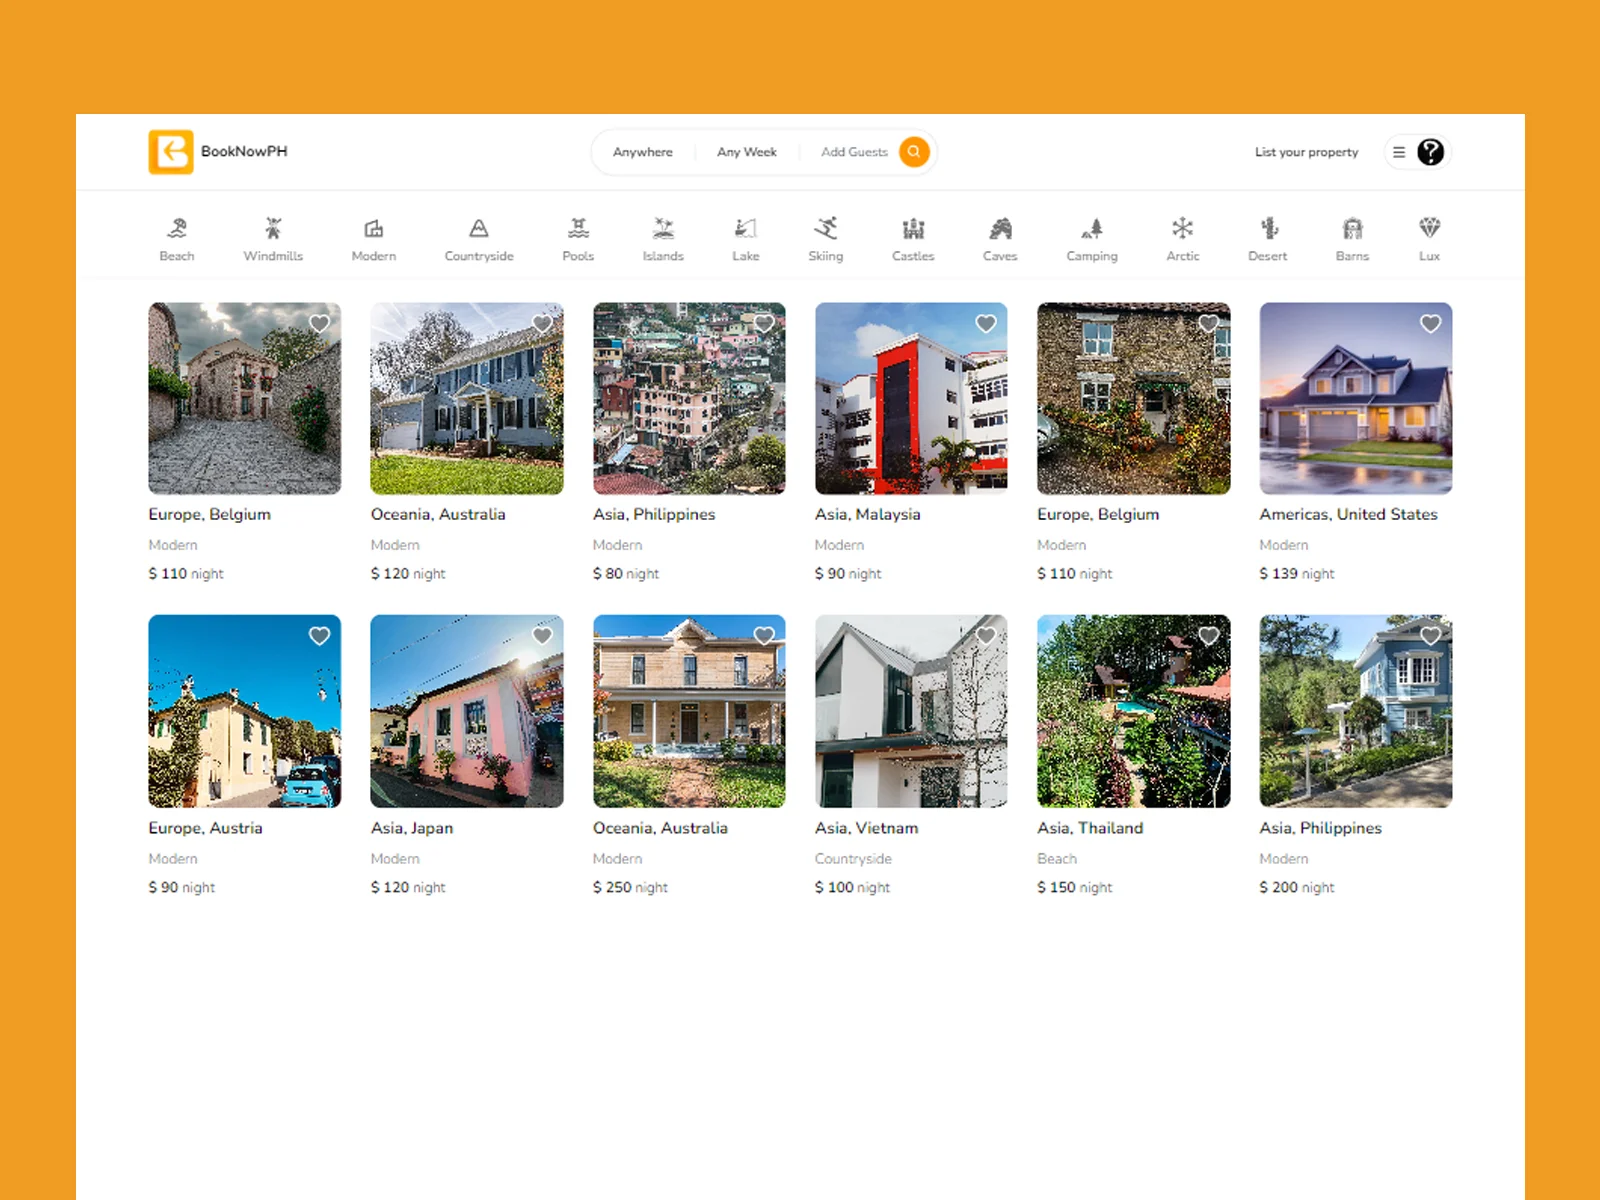 BookNowPH
Anywhere
Any Week
Add Guests
List your property
Beach
Windmills
Modern
Countryside
Pools
Islands
Lake
Skiing
Castles
Caves
Camping
Arctic
Desert
Barns
Lux
Europe, Belgium
Modern
$ 110 night
Oceania, Australia
Modern
$ 120 night
Asia, Philippines
Modern
$ 80 night
Asia, Malaysia
Modern
$ 90 night
Europe, Belgium
Modern
$ 110 night
Americas, United States
Modern
$ 139 night
Europe, Austria
Modern
$ 90 night
Asia, Japan
Modern
$ 120 night
Oceania, Australia
Modern
$ 250 night
Asia, Vietnam
Countryside
$ 100 night
Asia, Thailand
Beach
$ 150 night
Asia, Philippines
Modern
$ 200 night